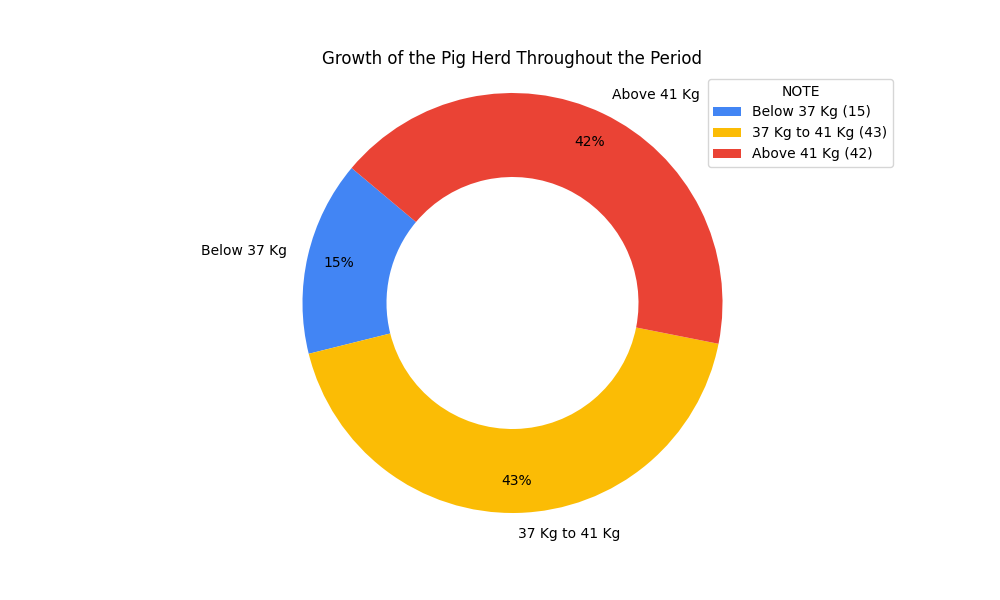 Growth of the Pig Herd Throughout the Period
Above 41 Kg
NOTE
Below 37 Kg (15)
37 Kg to 41 Kg (43)
Above 41 Kg (42)
42%
Below 37 Kg
15%
43%
37 Kg to 41 Kg